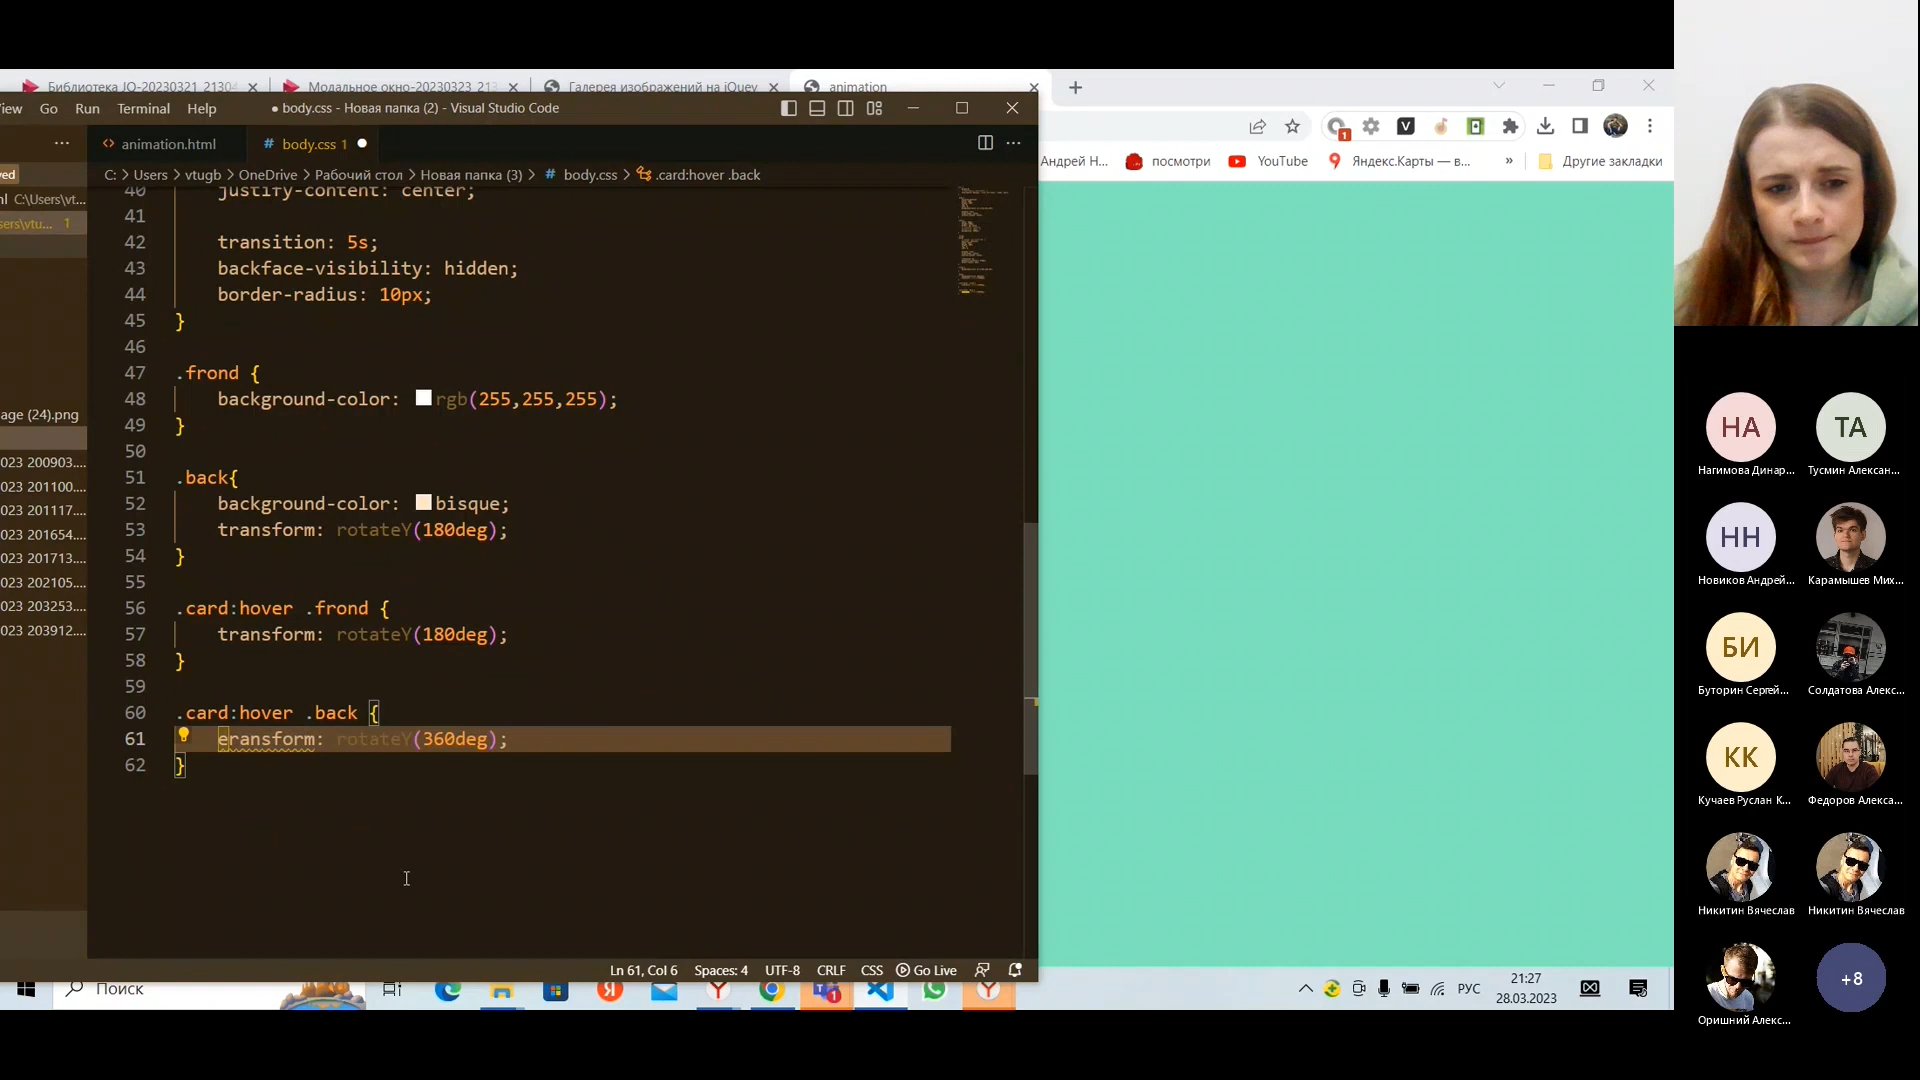 Библиотека JQ-20230321_2130
Модальное окно-20230323_213
Галерея изображений на jQuey
animation
iew Go Run Terminal Help
● body.css - Новая папка (2) - Visual Studio Code
animation.html
# body.css 1
C: > Users > vtugb > OneDrive > Рабочий стол > Новая папка (3) > # body.css > .card:hover .back
Андрей Н...
посмотри
YouTube
Яндекс.Карты — в...
»
Другие закладки
ved
ml C:\Users\vt...
sers\vtu... 1
age (24).png
023 200903....
023 201100....
023 201117....
023 201654....
023 201713....
023 202105....
023 203253....
023 203912....
40 justify-content: center;
41
42 transition: 5s;
43 backface-visibility: hidden;
44 border-radius: 10px;
45 }
46
47 .frond {
48 background-color: rgb(255,255,255);
49 }
50
51 .back{
52 background-color: bisque;
53 transform: rotateY(180deg);
54 }
55
56 .card:hover .frond {
57 transform: rotateY(180deg);
58 }
59
60 .card:hover .back {
61 eransform: rotateY(360deg);
62 }
Ln 61, Col 6 Spaces: 4 UTF-8 CRLF CSS Go Live
Поиск
РУС
21:27
28.03.2023
НА
Нагимова Динар...
ТА
Тусмин Алексан...
НН
Новиков Андрей...
Карамышев Мих...
БИ
Буторин Сергей...
Солдатова Алекс...
КК
Кучаев Руслан К...
Федоров Алекса...
Никитин Вячеслав
Никитин Вячеслав
Оришний Алекс...
+8